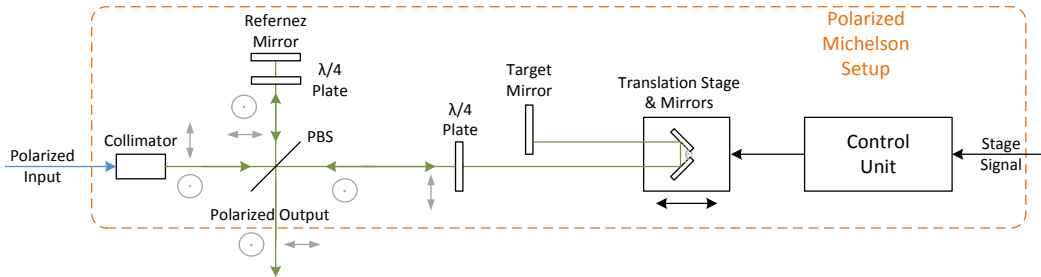 Polarized
Michelson
Setup
Refernez
Mirror
λ/4
Plate
Target
Mirror
Translation Stage
& Mirrors
λ/4
Plate
PBS
Collimator
Polarized
Input
Control
Unit
Stage
Signal
Polarized Output